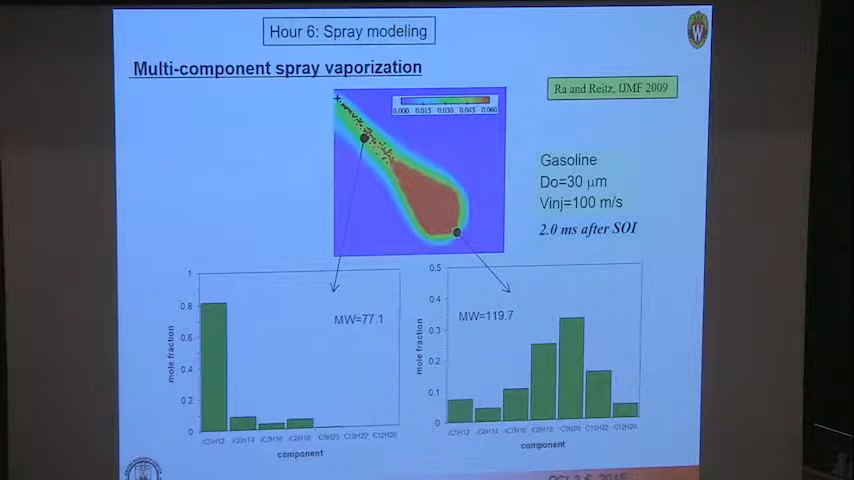 Hour 6: Spray modeling
W
Multi-component spray vaporization
Ra and Reitz, IJMF 2009
0.000 0.015 0.030 0.045 0.060
Gasoline
Do=30 μm
Vinj=100 m/s
2.0 ms after SOI
1
0.8
0.6
0.4
0.2
0
mole fraction
MW=77.1
iC5H12 iC6H14 iC7H16 iC8H18 C9H20 C10H22 C12H26
component
0.5
0.4
0.3
0.2
0.1
0
mole fraction
MW=119.7
iC5H12 iC6H14 iC7H16 iC8H18 C9H20 C10H22 C12H26
component